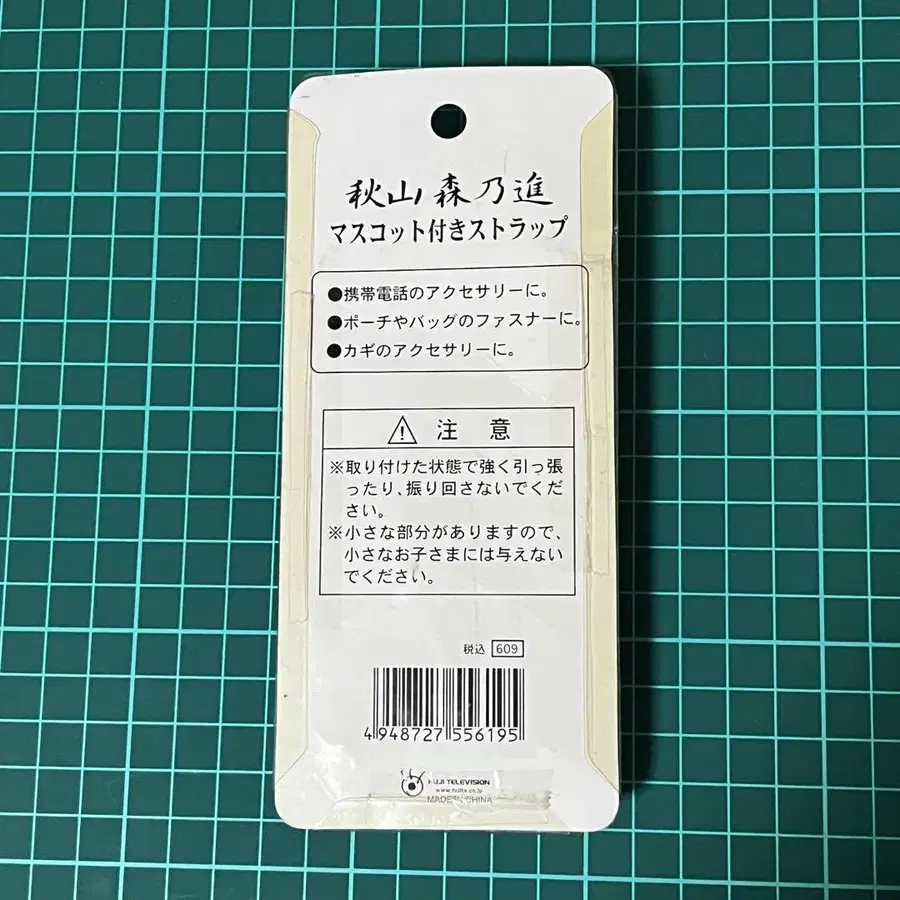 秋山森乃進
マスコット付きストラップ
●携帯電話のアクセサリーに。
●ポーチやバッグのファスナーに。
●カギのアクセサリーに。
⚠ 注 意
※取り付けた状態で強く引っ張
ったり、振り回さないでくだ
さい。
※小さな部分がありますので、
小さなお子さまには与えない
でください。
税込 609
4 948727 556195
FUJI TELEVISION
www.fujitv.co.jp
MADE IN CHINA